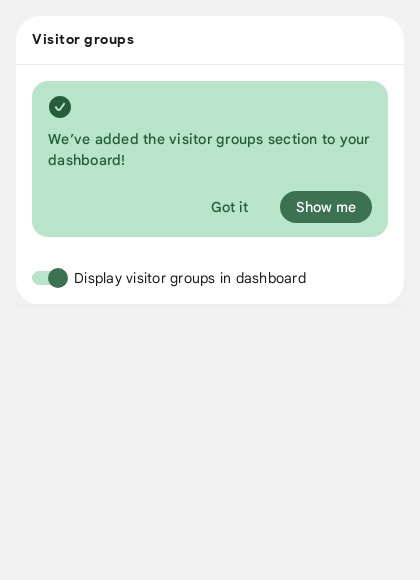 Visitor groups
We’ve added the visitor groups section to your
dashboard!
Got it
Show me
Display visitor groups in dashboard